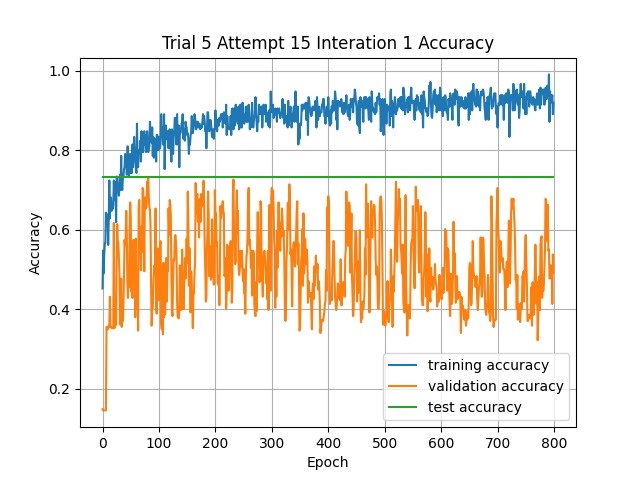 Trial 5 Attempt 15 Interation 1 Accuracy
1.0
0.8
0.6
0.4
0.2
Accuracy
0
100
200
300
400
500
600
700
800
Epoch
training accuracy
validation accuracy
test accuracy